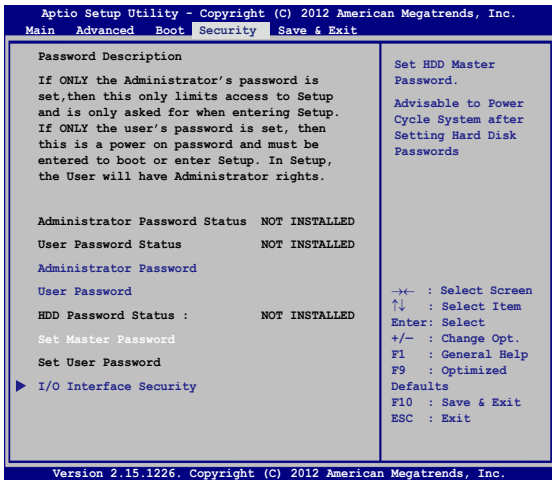 Aptio Setup Utility - Copyright (C) 2012 American Megatrends, Inc.
Main Advanced Boot Security Save & Exit
Password Description
If ONLY the Administrator's password is
set,then this only limits access to Setup
and is only asked for when entering Setup.
If ONLY the user's password is set, then
this is a power on password and must be
entered to boot or enter Setup. In Setup,
the User will have Administrator rights.
Administrator Password Status NOT INSTALLED
User Password Status NOT INSTALLED
Administrator Password
User Password
HDD Password Status : NOT INSTALLED
Set Master Password
Set User Password
I/O Interface Security
Set HDD Master
Password.
Advisable to Power
Cycle System after
Setting Hard Disk
Passwords
→← : Select Screen
↑↓ : Select Item
Enter: Select
+/— : Change Opt.
F1 : General Help
F9 : Optimized
Defaults
F10 : Save & Exit
ESC : Exit
Version 2.15.1226. Copyright (C) 2012 American Megatrends, Inc.